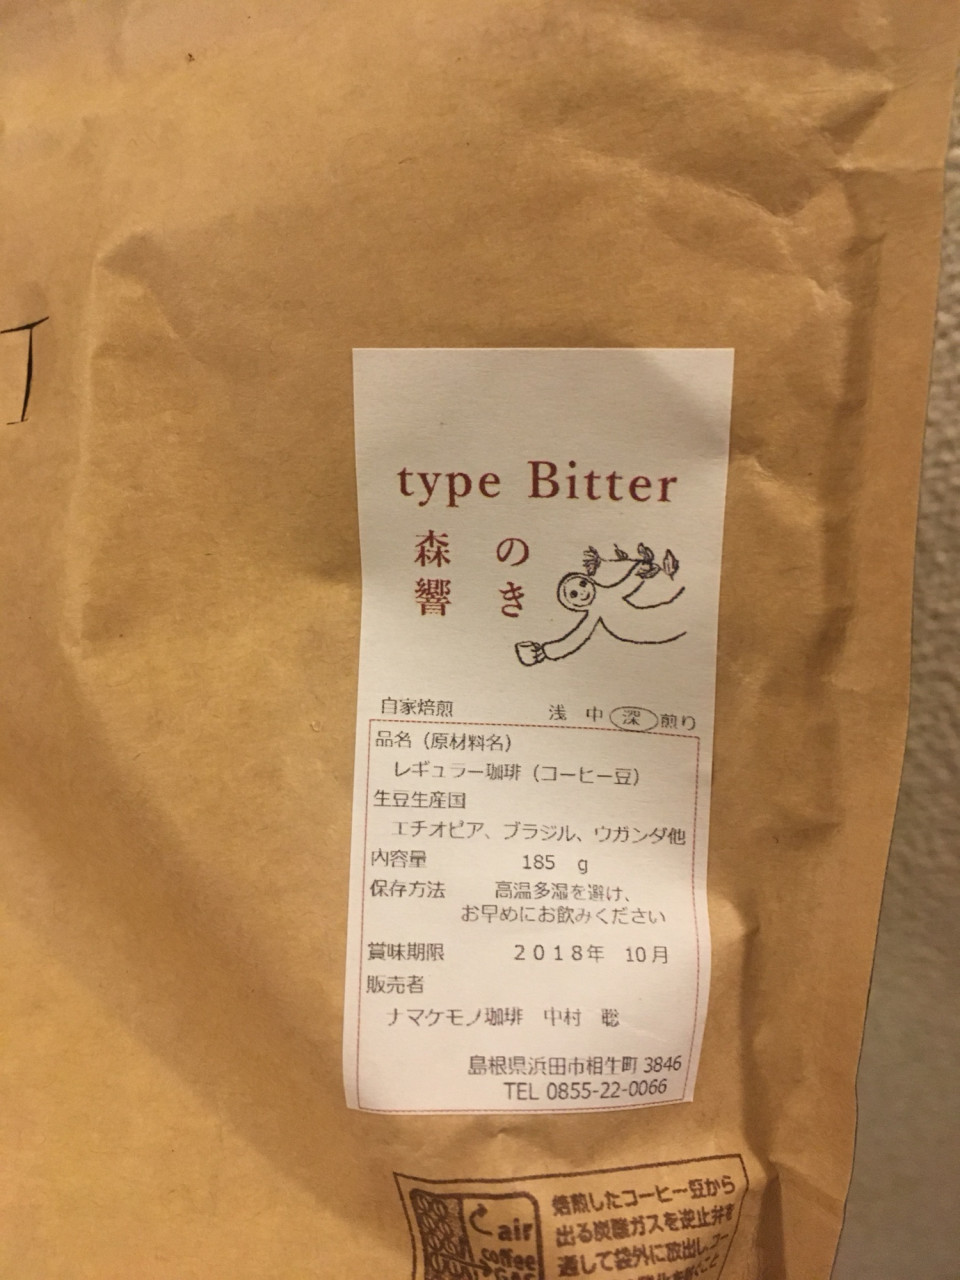 type Bitter
森の
響き
自家焙煎 浅 中 深 煎り
品名（原材料名）
レギュラー珈琲（コーヒー豆）
生豆生産国
エチオピア、ブラジル、ウガンダ他
内容量 185 g
保存方法 高温多湿を避け、
お早めにお飲みください
賞味期限 2018年 10月
販売者
ナマケモノ珈琲 中村 聡
島根県浜田市相生町 3846
TEL 0855-22-0066
air
coffee
GAS
焙煎したコーヒー豆から
出る炭酸ガスを逆止弁を
通して袋外に放出し、コー